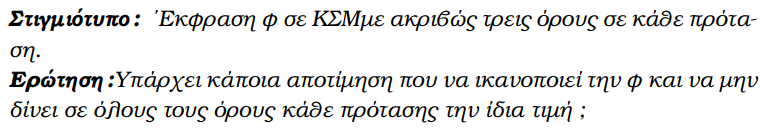 Στιγμιότυπο : Ἐκφραση φ σε ΚΣΜμε ακριβώς τρεις όρους σε κάθε πρότα-
ση.
Ερώτηση :Υπάρχει κάποια αποτίμηση που να ικανοποιεί την φ και να μην
δίνει σε όλους τους όρους κάθε πρότασης την ίδια τιμή ;